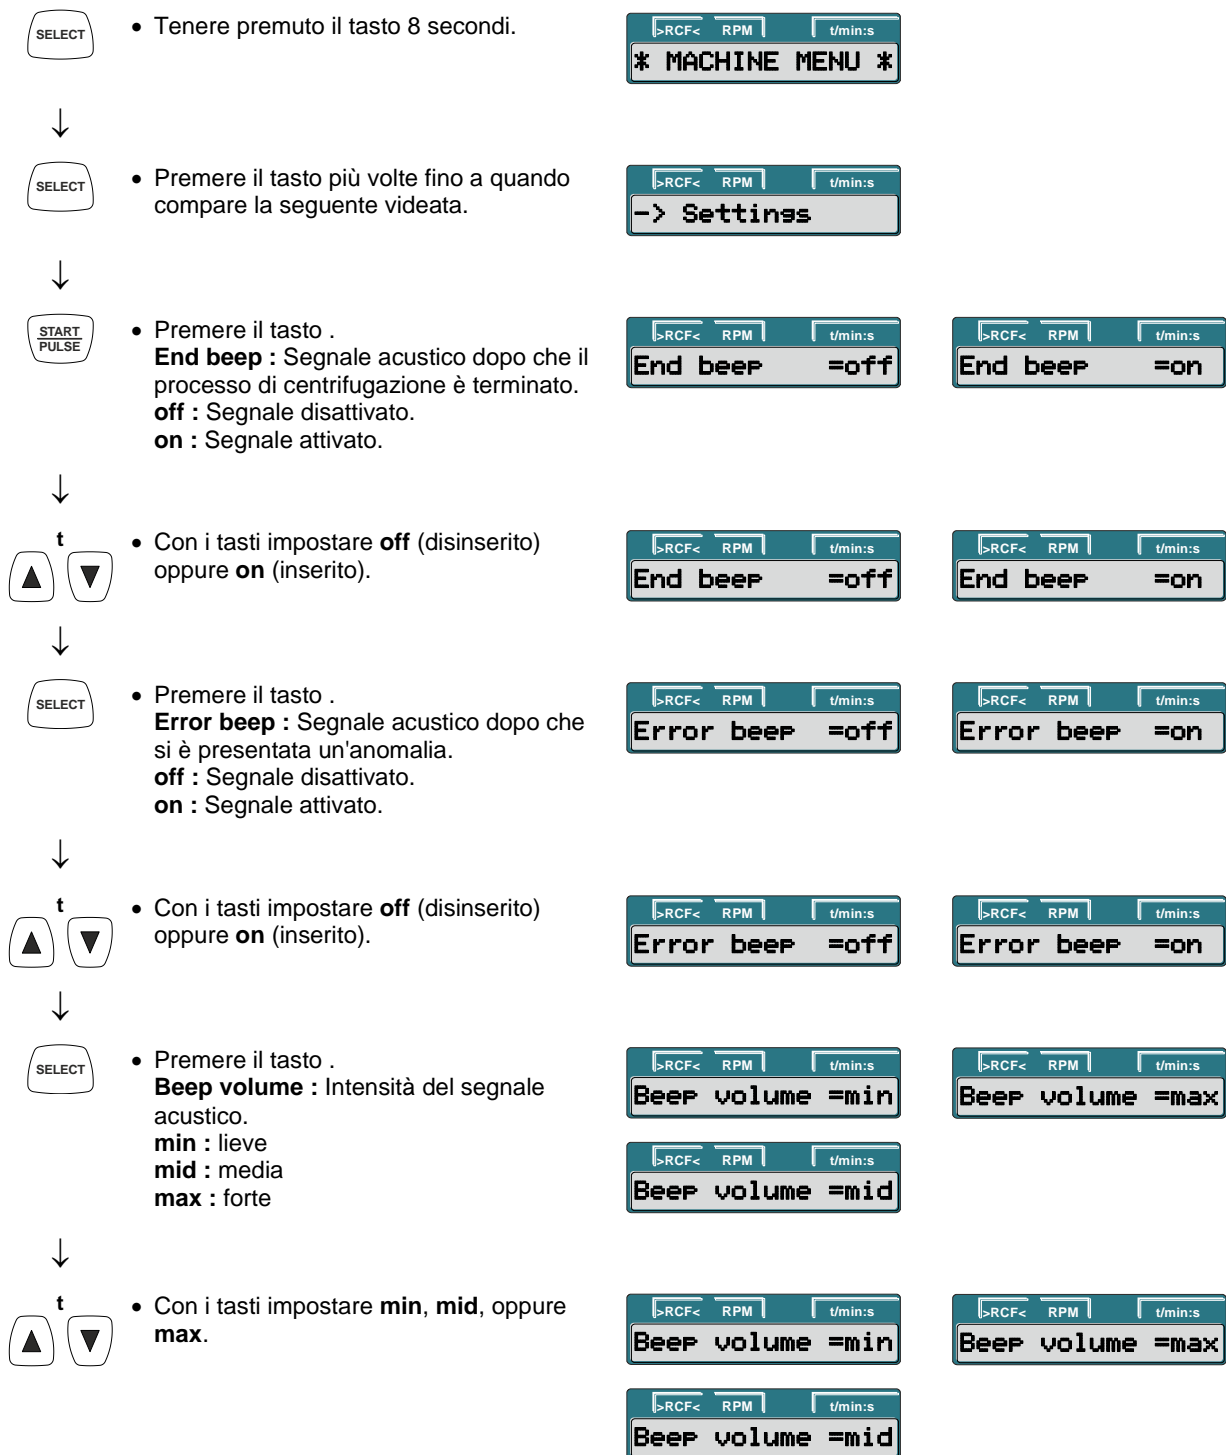 SELECT
• Tenere premuto il tasto 8 secondi.
>RCF< RPM t/min:s
* MACHINE MENU *
↓
SELECT
• Premere il tasto più volte fino a quando
compare la seguente videata.
>RCF< RPM t/min:s
-> Settings
↓
START
PULSE
• Premere il tasto .
End beep : Segnale acustico dopo che il
processo di centrifugazione è terminato.
off : Segnale disattivato.
on : Segnale attivato.
>RCF< RPM t/min:s
End beep =off
>RCF< RPM t/min:s
End beep =on
↓
t
▲ ▼
• Con i tasti impostare off (disinserito)
oppure on (inserito).
>RCF< RPM t/min:s
End beep =off
>RCF< RPM t/min:s
End beep =on
↓
SELECT
• Premere il tasto .
Error beep : Segnale acustico dopo che
si è presentata un'anomalia.
off : Segnale disattivato.
on : Segnale attivato.
>RCF< RPM t/min:s
Error beep =off
>RCF< RPM t/min:s
Error beep =on
↓
t
▲ ▼
• Con i tasti impostare off (disinserito)
oppure on (inserito).
>RCF< RPM t/min:s
Error beep =off
>RCF< RPM t/min:s
Error beep =on
↓
SELECT
• Premere il tasto .
Beep volume : Intensità del segnale
acustico.
min : lieve
mid : media
max : forte
>RCF< RPM t/min:s
Beep volume =min
>RCF< RPM t/min:s
Beep volume =max
>RCF< RPM t/min:s
Beep volume =mid
↓
t
▲ ▼
• Con i tasti impostare min, mid, oppure
max.
>RCF< RPM t/min:s
Beep volume =min
>RCF< RPM t/min:s
Beep volume =max
>RCF< RPM t/min:s
Beep volume =mid